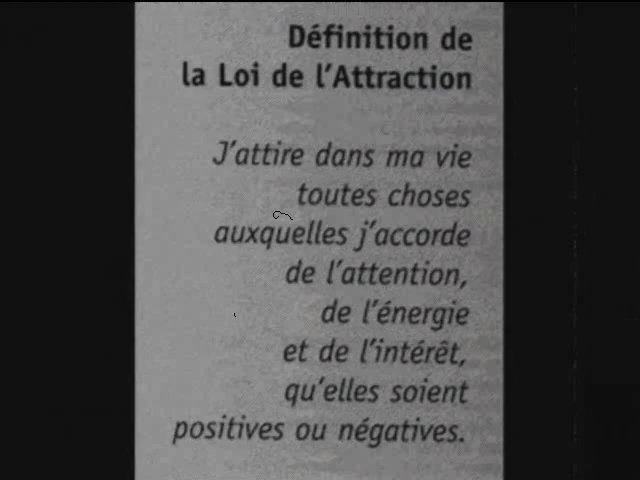 Définition de
la Loi de l'Attraction
J'attire dans ma vie
toutes choses
auxquelles j'accorde
de l'attention,
de l'énergie
et de l'intérêt,
qu'elles soient
positives ou négatives.